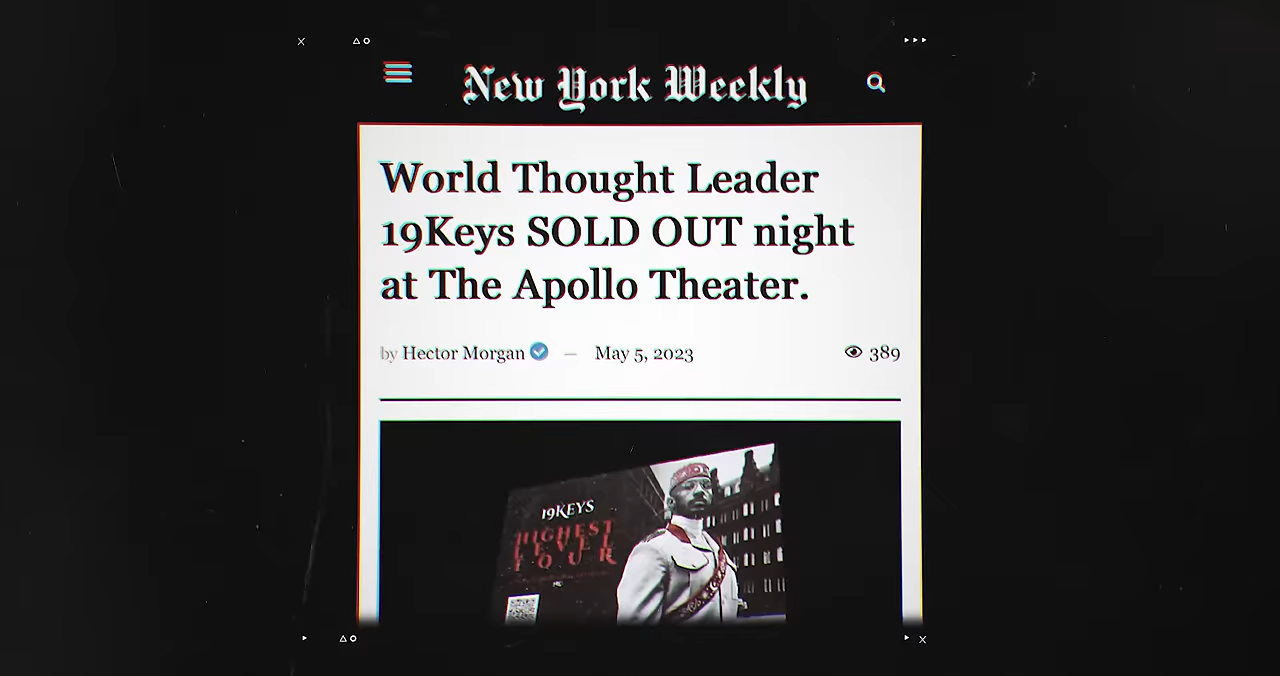 New York Weekly
World Thought Leader
19Keys SOLD OUT night
at The Apollo Theater.
by Hector Morgan — May 5, 2023 389
19KEYS
HIGHEST
LEVEL
TOUR